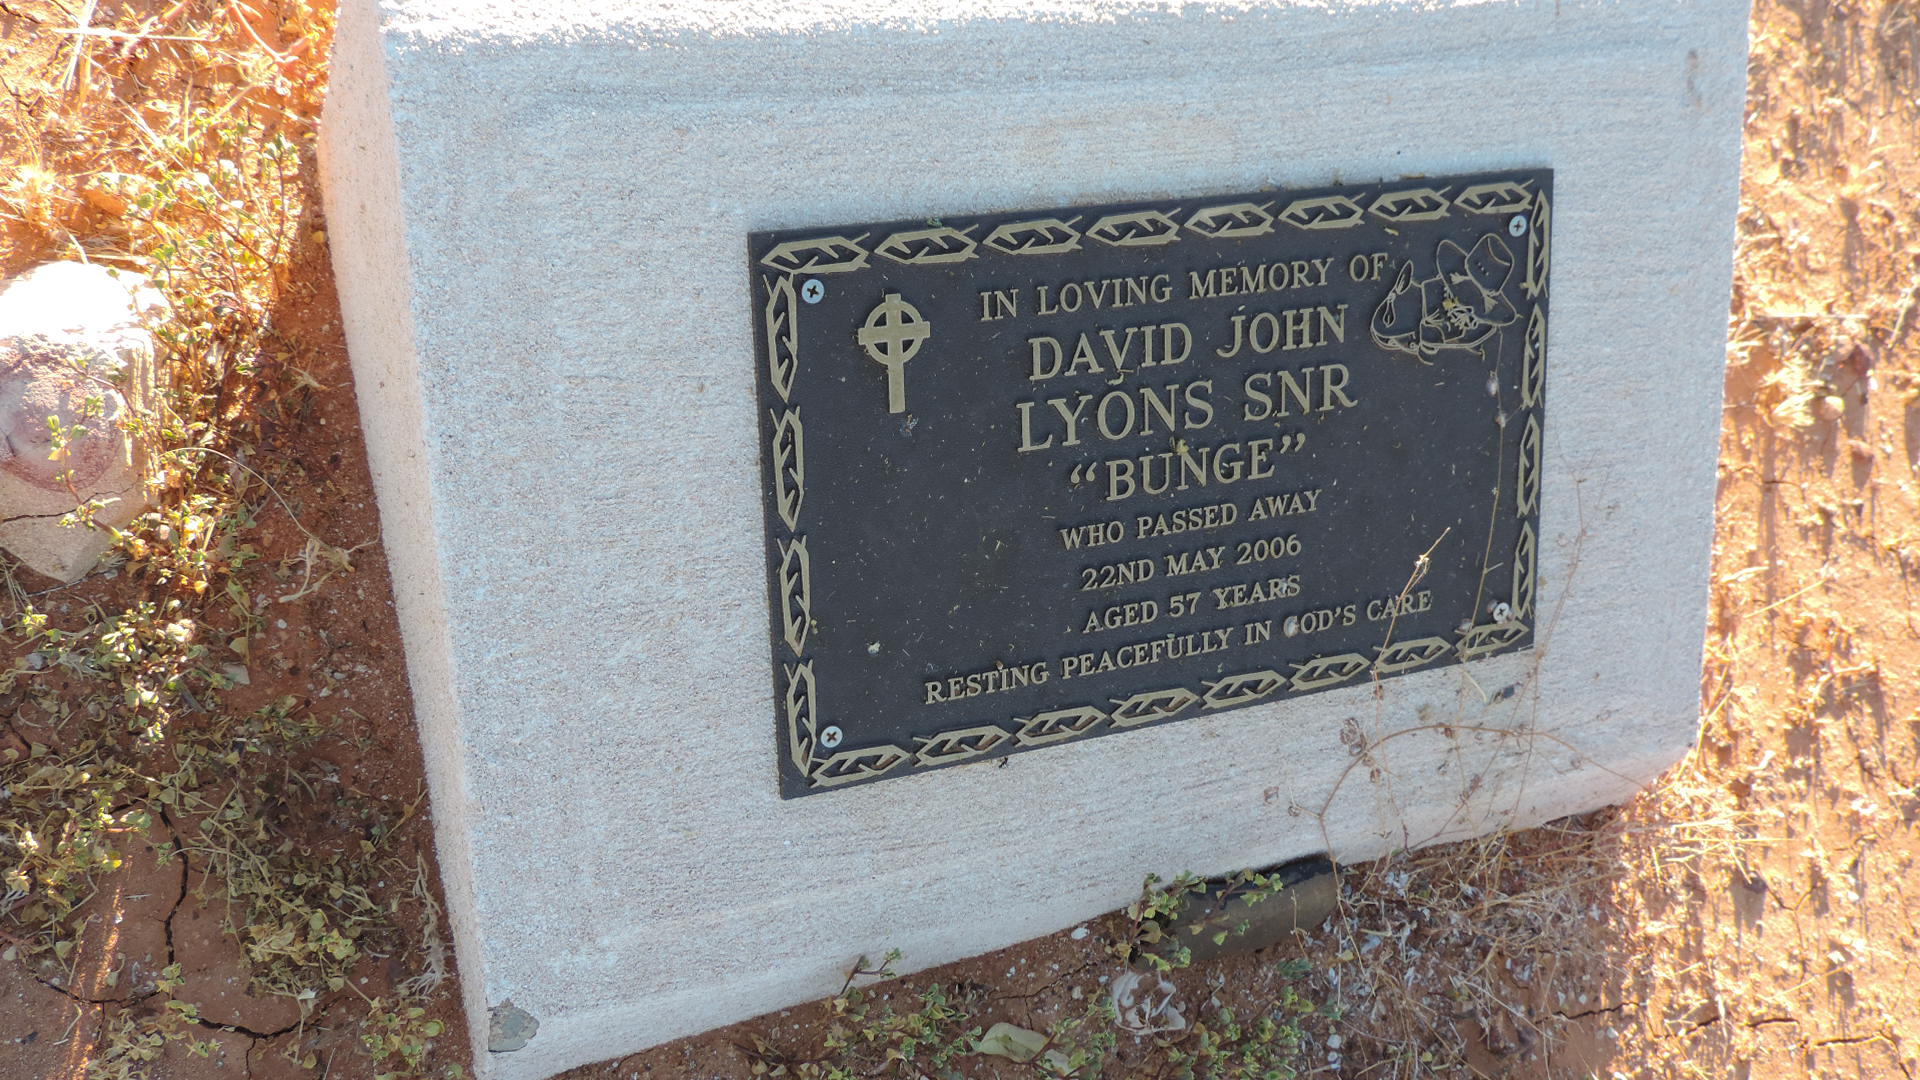 IN LOVING MEMORY OF
DAVID JOHN
LYONS SNR
“BUNGE”
WHO PASSED AWAY
22ND MAY 2006
AGED 57 YEARS
RESTING PEACEFULLY IN GOD'S CARE